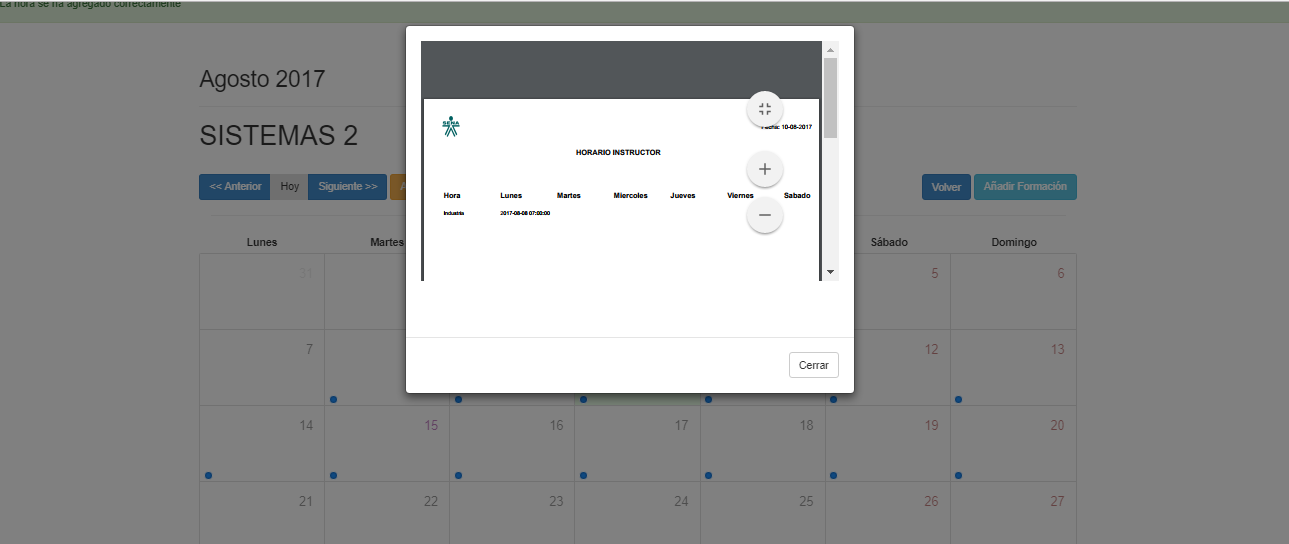 La hora se ha agregado correctamente
Agosto 2017
SISTEMAS 2
<< Anterior Hoy Siguiente >> A
Volver Añadir Formación
SENA
Fecha: 10-08-2017
HORARIO INSTRUCTOR
Hora Lunes Martes Miercoles Jueves Viernes Sabado
Industria 2017-08-08 07:00:00
Cerrar
Lunes Martes Sábado Domingo
31 5 6
7 12 13
14 15 16 17 18 19 20
21 22 23 24 25 26 27